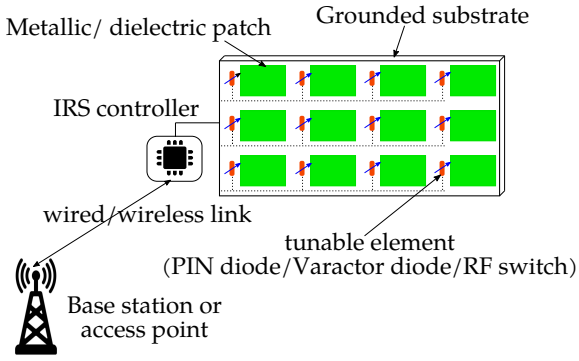 Grounded substrate
Metallic/ dielectric patch
IRS controller
wired/wireless link
tunable element
(PIN diode/Varactor diode/RF switch)
Base station or
access point